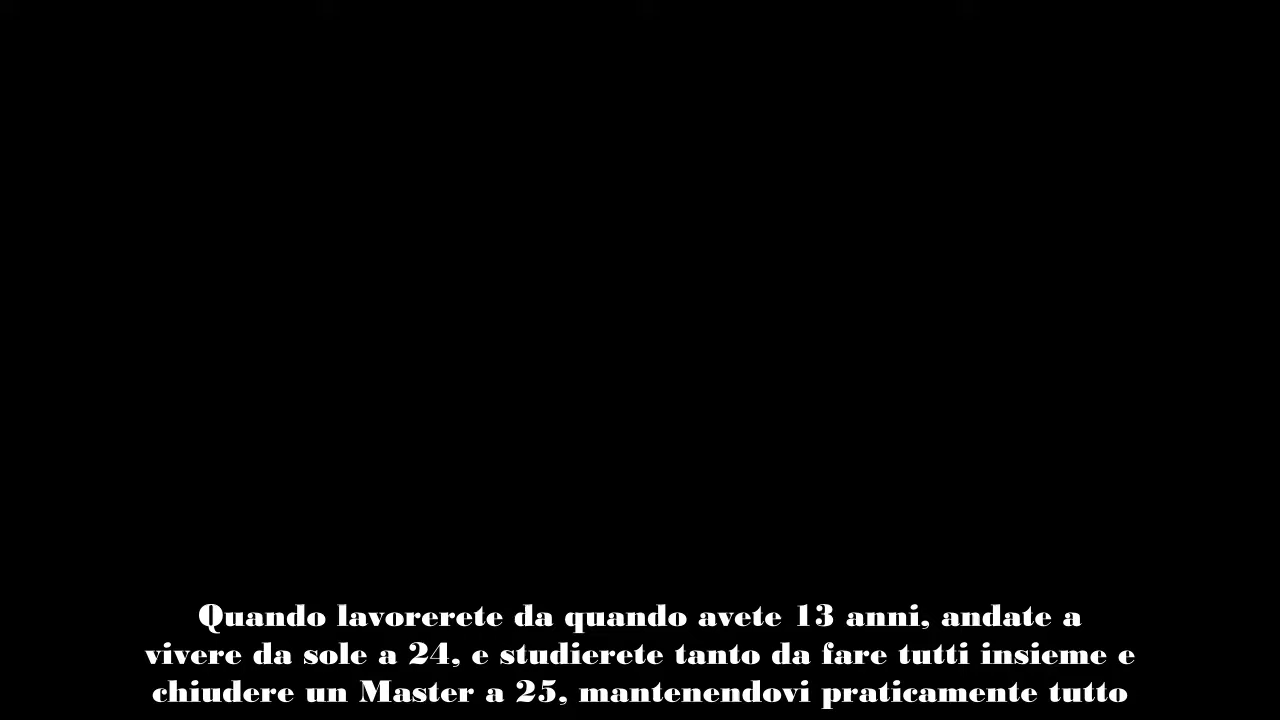 Quando lavorerete da quando avete 13 anni, andate a
vivere da sole a 24, e studierete tanto da fare tutti insieme e
chiudere un Master a 25, mantenendovi praticamente tutto